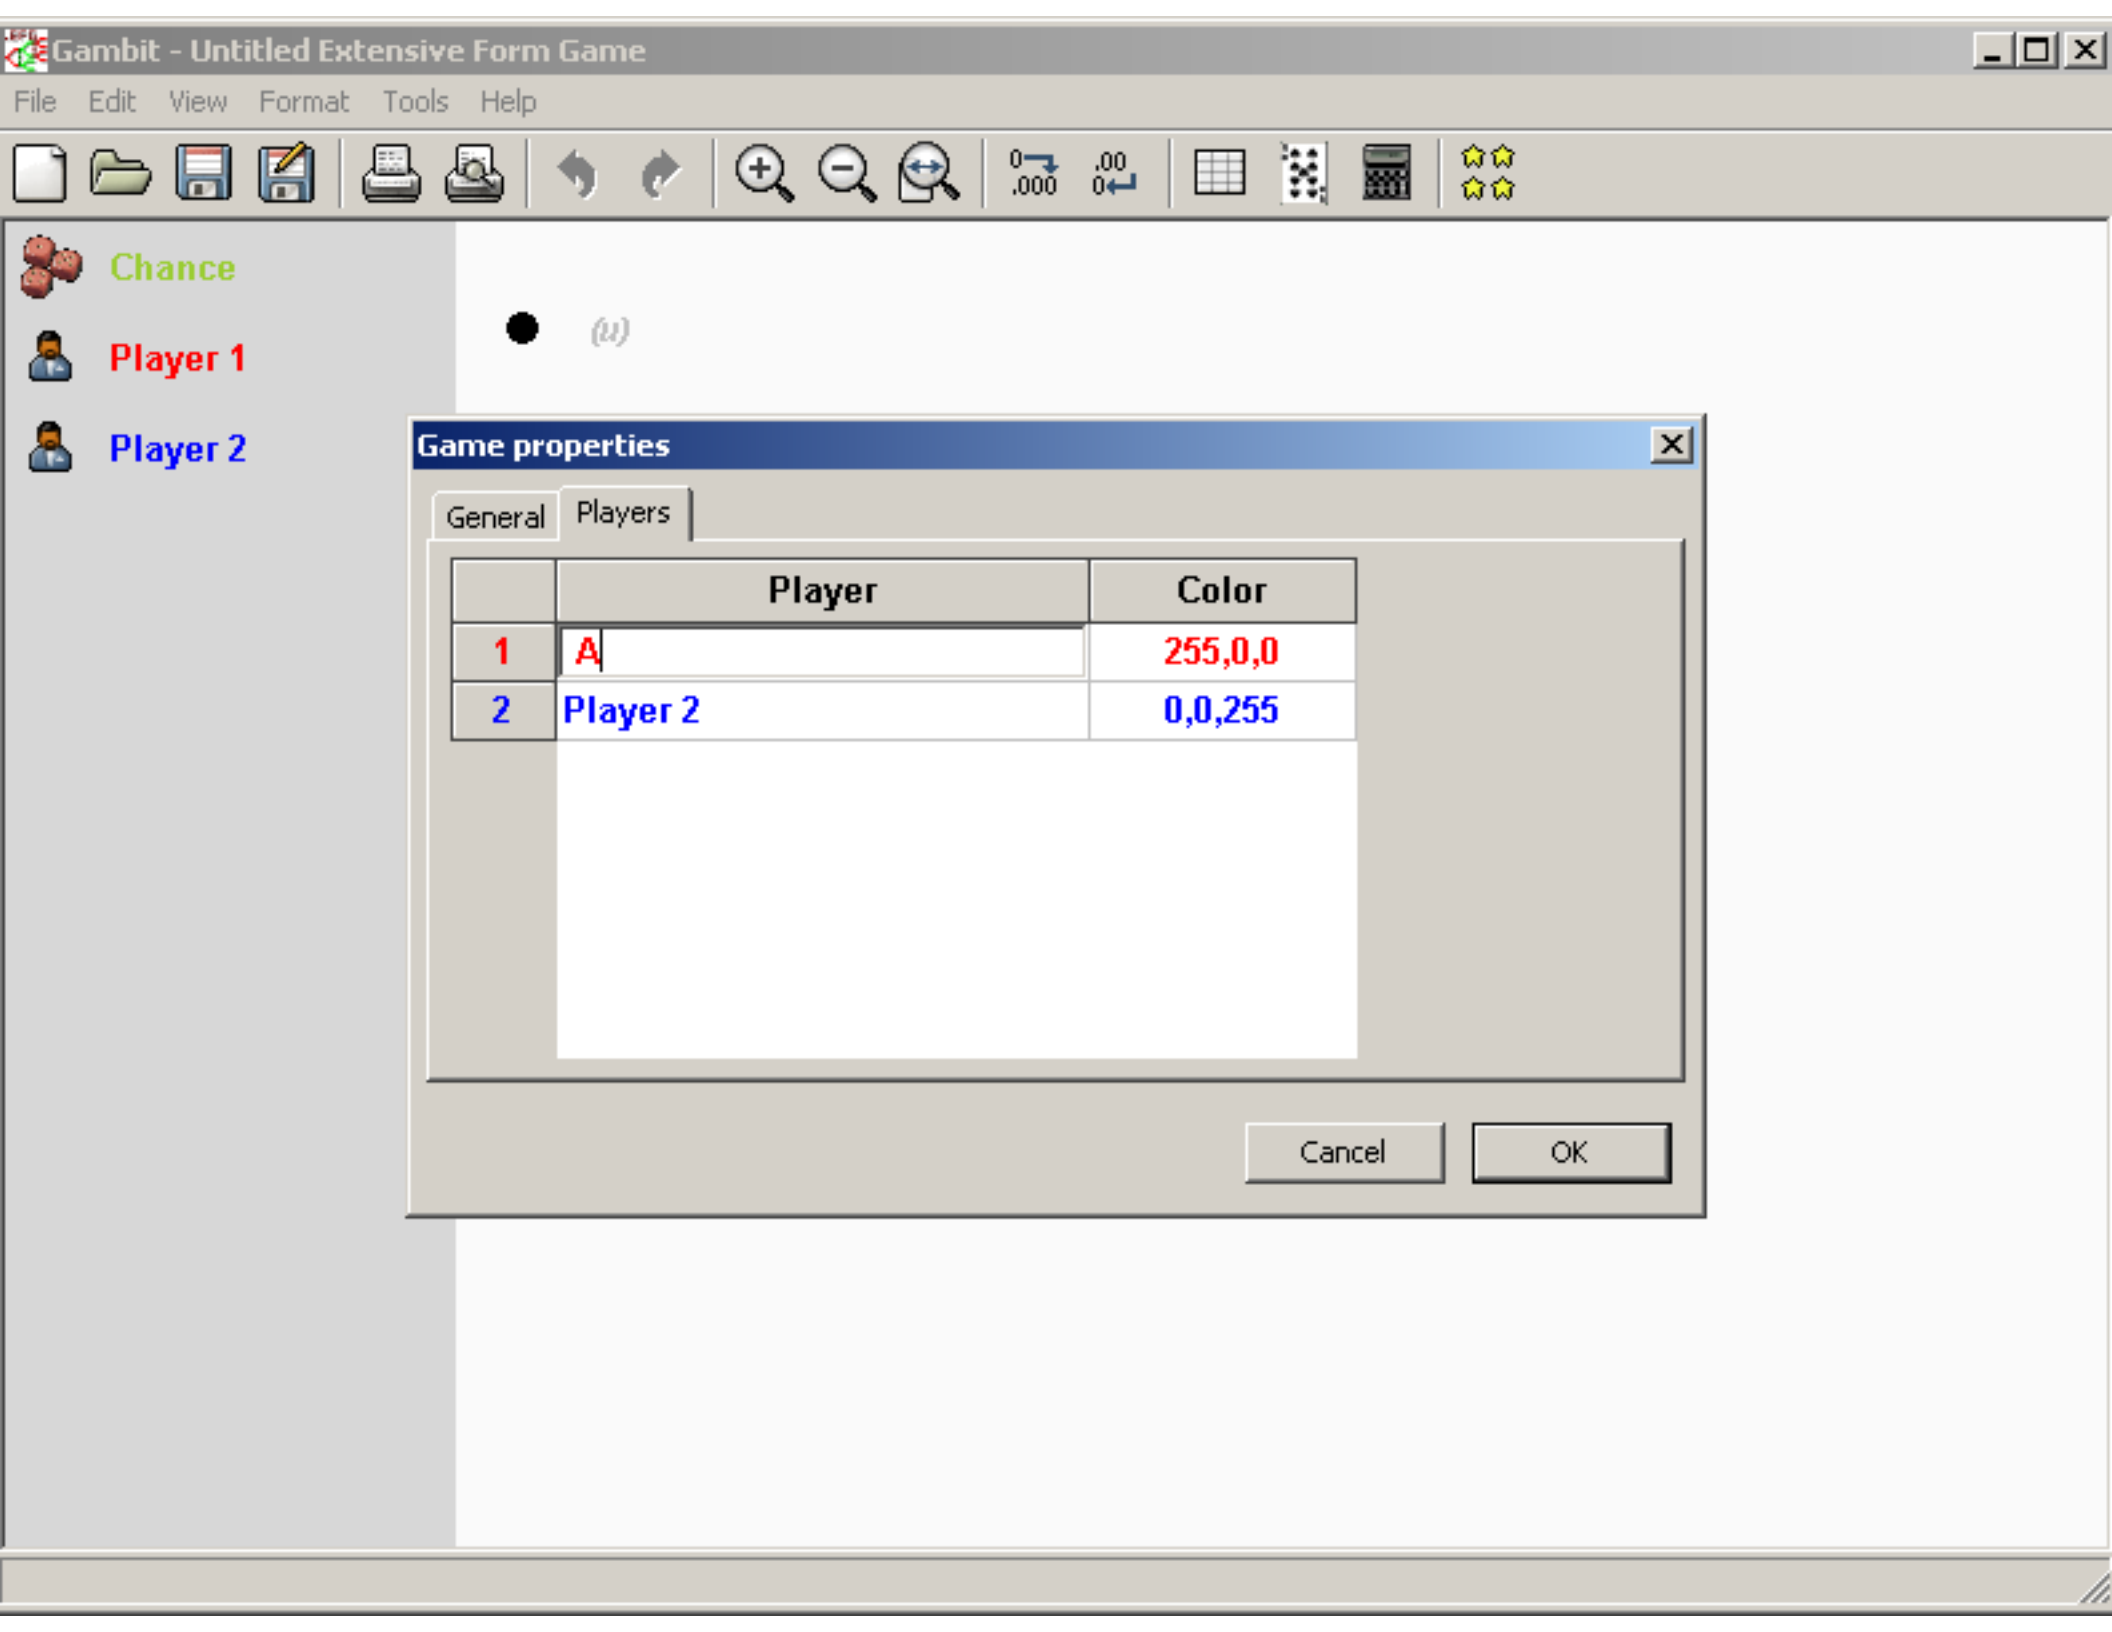 Gambit - Untitled Extensive Form Game
File Edit View Format Tools Help
0 .000 .00 0
Chance
(u)
Player 1
Player 2
Game properties
General Players
Player Color
1 A 255,0,0
2 Player 2 0,0,255
Cancel OK